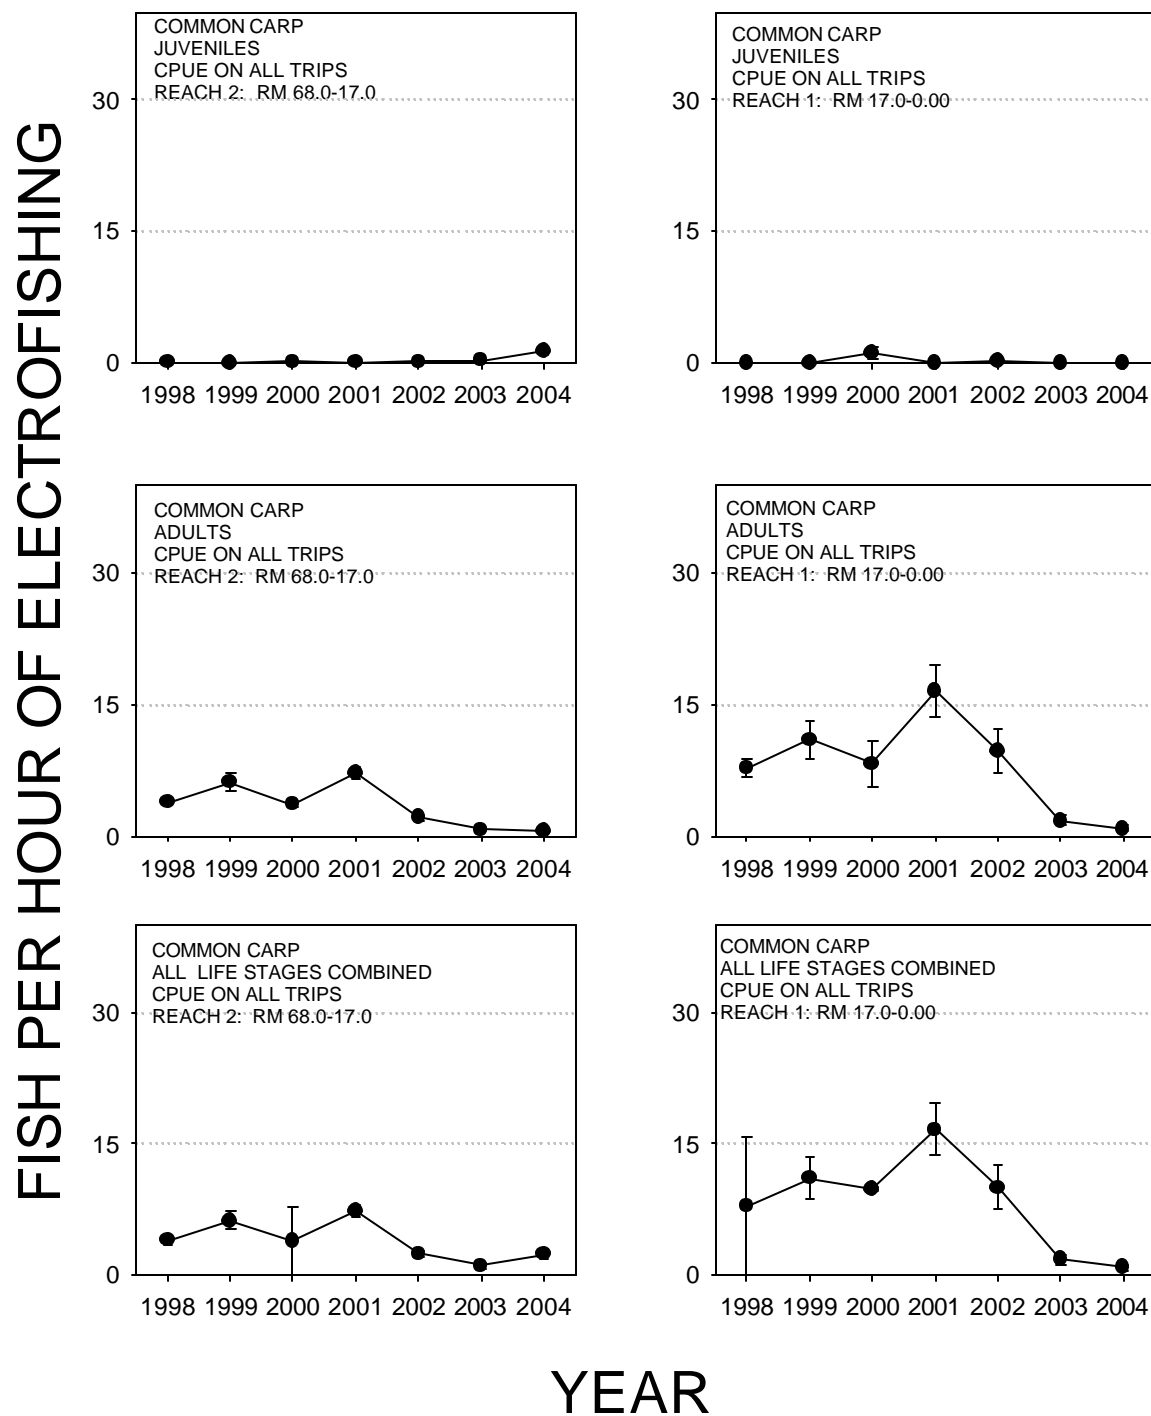 FISH PER HOUR OF ELECTROFISHING
COMMON CARP
JUVENILES
CPUE ON ALL TRIPS
REACH 2: RM 68.0-17.0
30
15
0
1998 1999 2000 2001 2002 2003 2004
COMMON CARP
JUVENILES
CPUE ON ALL TRIPS
REACH 1: RM 17.0-0.00
30
15
0
1998 1999 2000 2001 2002 2003 2004
COMMON CARP
ADULTS
CPUE ON ALL TRIPS
REACH 2: RM 68.0-17.0
30
15
0
1998 1999 2000 2001 2002 2003 2004
COMMON CARP
ADULTS
CPUE ON ALL TRIPS
REACH 1: RM 17.0-0.00
30
15
0
1998 1999 2000 2001 2002 2003 2004
COMMON CARP
ALL LIFE STAGES COMBINED
CPUE ON ALL TRIPS
REACH 2: RM 68.0-17.0
30
15
0
1998 1999 2000 2001 2002 2003 2004
COMMON CARP
ALL LIFE STAGES COMBINED
CPUE ON ALL TRIPS
REACH 1: RM 17.0-0.00
30
15
0
1998 1999 2000 2001 2002 2003 2004
YEAR